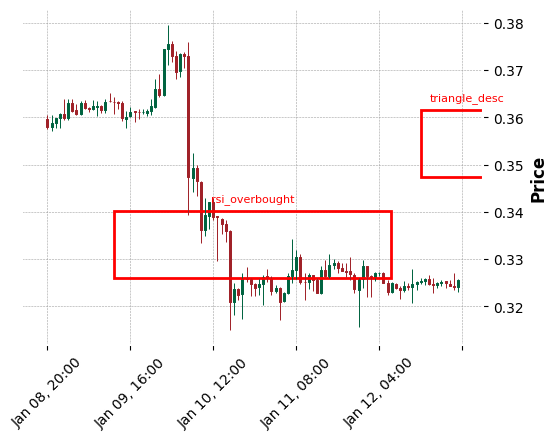 0.38
0.37
triangle_desc
0.36
0.35
Price
rsi_overbought
0.34
0.33
0.32
Jan 08, 20:00
Jan 09, 16:00
Jan 10, 12:00
Jan 11, 08:00
Jan 12, 04:00